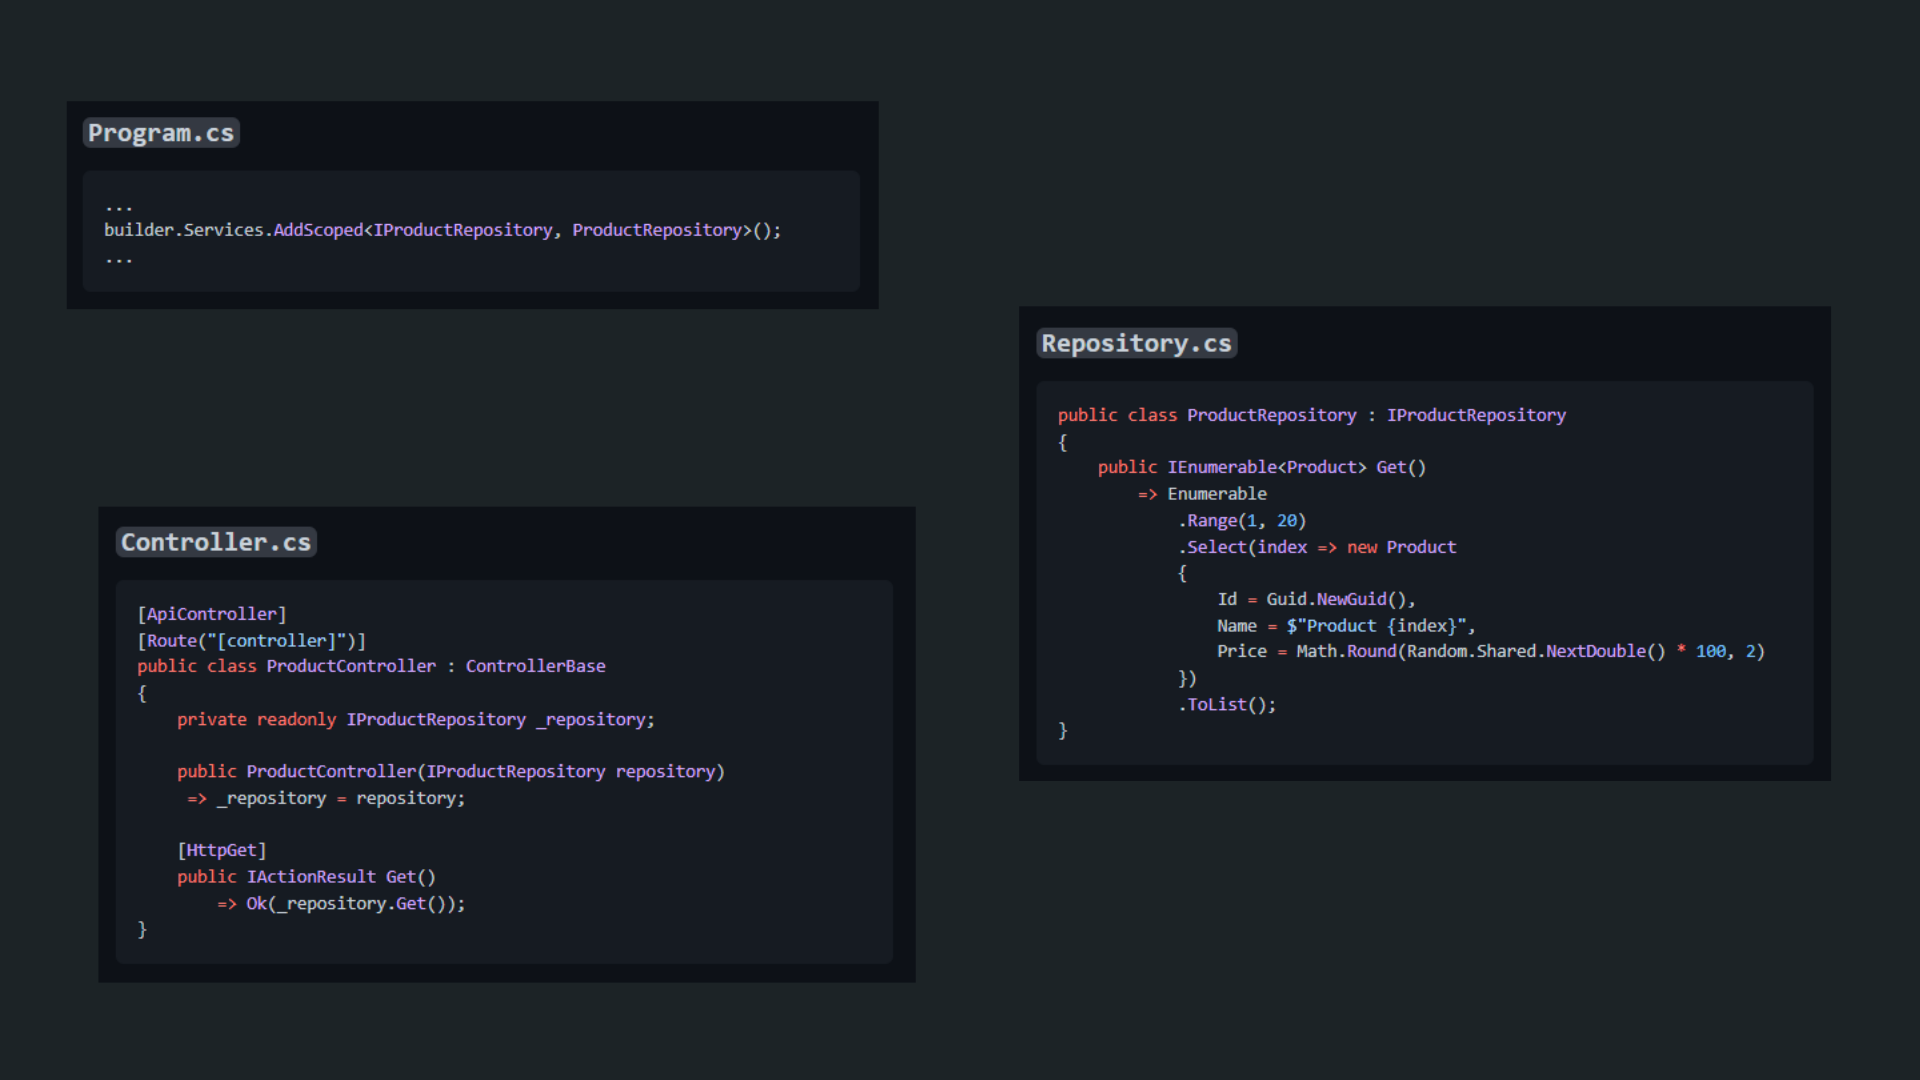 Program.cs
...
builder.Services.AddScoped<IProductRepository, ProductRepository>();
...
Controller.cs
[ApiController]
[Route("[controller]")]
public class ProductController : ControllerBase
{
    private readonly IProductRepository _repository;
    public ProductController(IProductRepository repository)
     => _repository = repository;
    [HttpGet]
    public IActionResult Get()
        => Ok(_repository.Get());
}
Repository.cs
public class ProductRepository : IProductRepository
{
    public IEnumerable<Product> Get()
        => Enumerable
            .Range(1, 20)
            .Select(index => new Product
            {
                Id = Guid.NewGuid(),
                Name = $"Product {index}",
                Price = Math.Round(Random.Shared.NextDouble() * 100, 2)
            })
            .ToList();
}